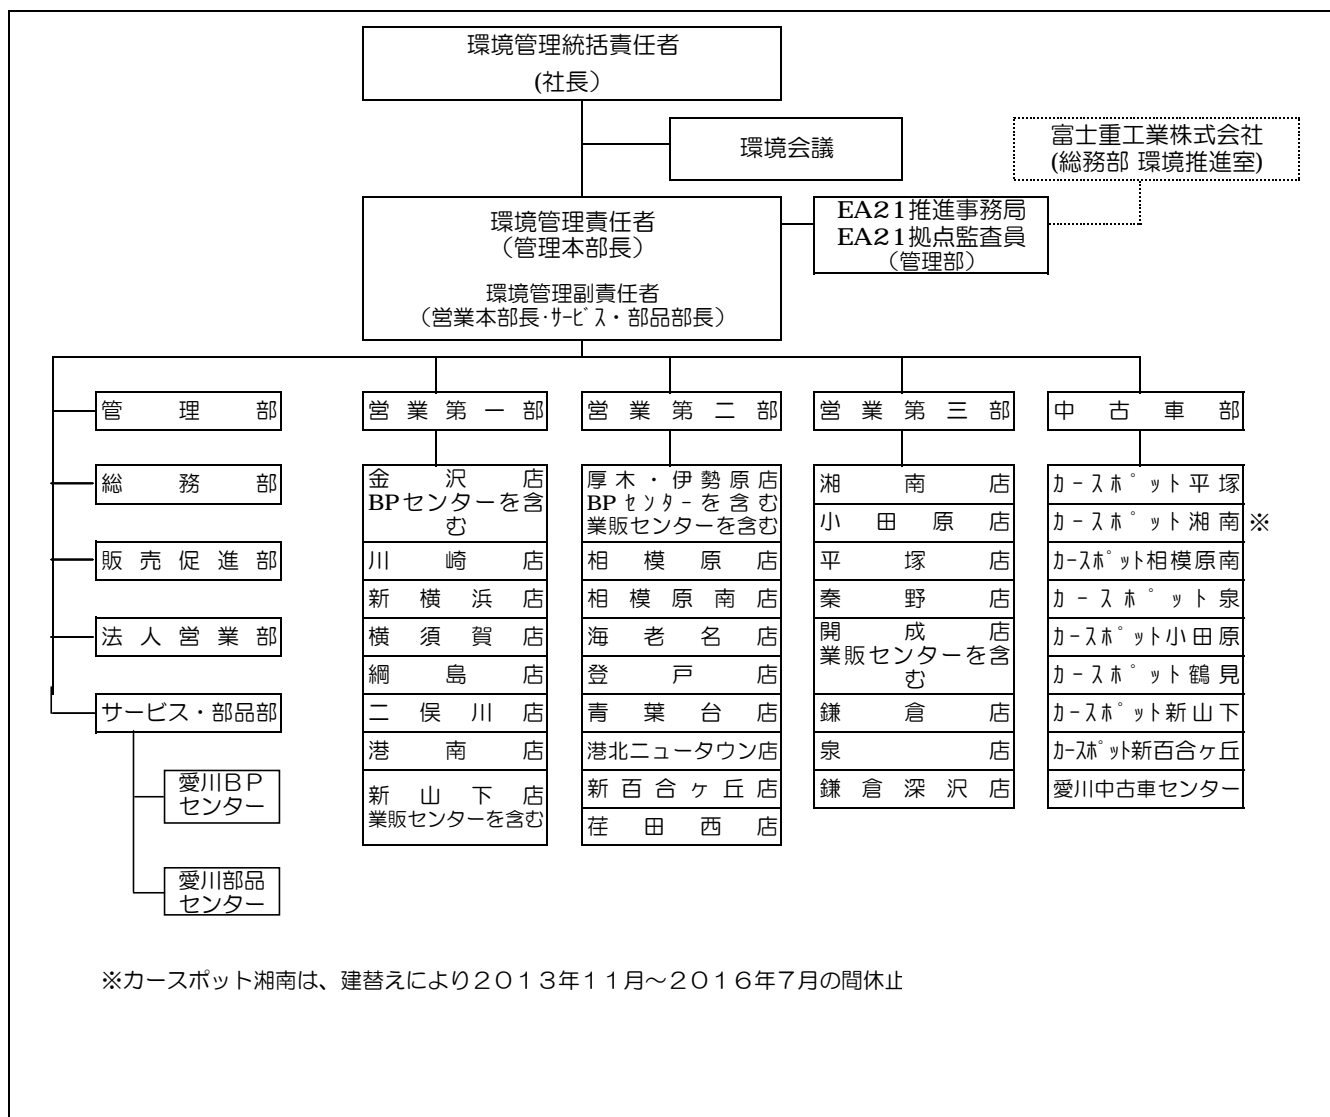 環境管理統括責任者
(社長）
環境会議
富士重工業株式会社
(総務部 環境推進室)
環境管理責任者
（管理本部長）
環境管理副責任者
（営業本部長･ｻｰﾋﾞｽ・部品部長）
EA21推進事務局
EA21拠点監査員
（管理部）
管理部
総務部
販売促進部
法人営業部
サービス・部品部
愛川ＢＰ
センター
愛川部品
センター
営業第一部
金沢店
BPセンターを含
む
川崎店
新横浜店
横須賀店
綱島店
二俣川店
港南店
新山下店
業販センターを含む
営業第二部
厚木・伊勢原店
BPｾﾝﾀｰを含む
業販センターを含む
相模原店
相模原南店
海老名店
登戸店
青葉台店
港北ニュータウン店
新百合ヶ丘店
荏田西店
営業第三部
湘南店
小田原店
平塚店
秦野店
開成店
業販センターを含
む
鎌倉店
泉店
鎌倉深沢店
中古車部
ｶｰｽﾎﾟｯﾄ平塚
ｶｰｽﾎﾟｯﾄ湘南※
ｶｰｽﾎﾟｯﾄ相模原南
ｶｰｽﾎﾟｯﾄ泉
ｶｰｽﾎﾟｯﾄ小田原
ｶｰｽﾎﾟｯﾄ鶴見
ｶｰｽﾎﾟｯﾄ新山下
ｶｰｽﾎﾟｯﾄ新百合ヶ丘
愛川中古車センター
※カースポット湘南は、建替えにより２０１３年１１月～２０１６年７月の間休止